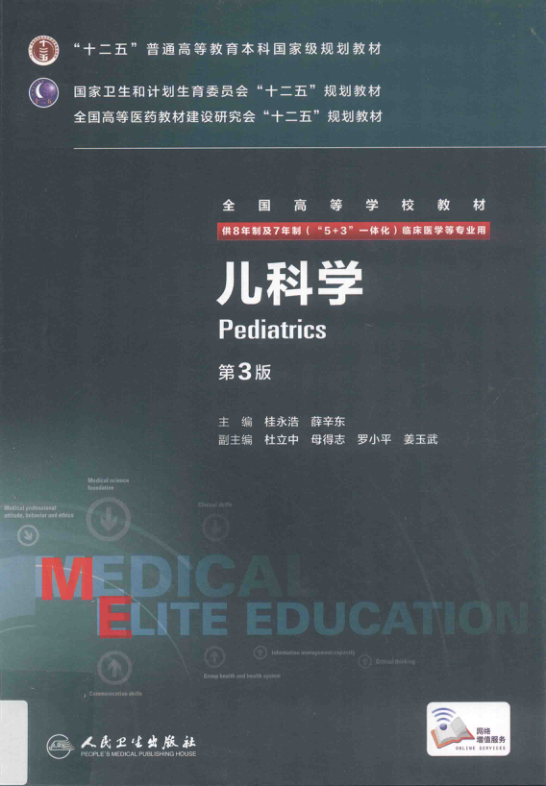 “十二五”普通高等教育本科国家级规划教材
国家卫生和计划生育委员会“十二五”规划教材
全国高等医药教材建设研究会“十二五”规划教材
全国高等学校教材
供8年制及7年制（“5+3”一体化）临床医学等专业用
儿科学
Pediatrics
第3版
主编 桂永浩 薛辛东
副主编 杜立中 母得志 罗小平 姜玉武
Medical science
foundation
Medical professional
attitude, behavior and ethics
Clinical skills
MEDICAL
ELITE EDUCATION
Information management capacity
Critical thinking
Group health and health system
Communication skills
人民卫生出版社
PEOPLE'S MEDICAL PUBLISHING HOUSE
网络
增值服务
ONLINE SERVICES